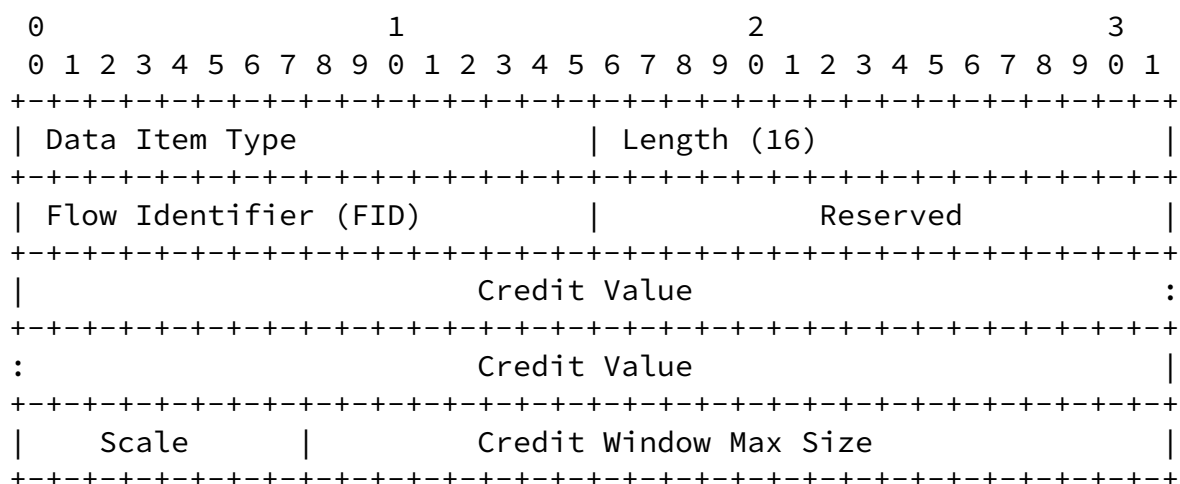 0                   1                   2                   3
 0 1 2 3 4 5 6 7 8 9 0 1 2 3 4 5 6 7 8 9 0 1 2 3 4 5 6 7 8 9 0 1
+-+-+-+-+-+-+-+-+-+-+-+-+-+-+-+-+-+-+-+-+-+-+-+-+-+-+-+-+-+-+-+-+
| Data Item Type                | Length (16)                   |
+-+-+-+-+-+-+-+-+-+-+-+-+-+-+-+-+-+-+-+-+-+-+-+-+-+-+-+-+-+-+-+-+
| Flow Identifier (FID)         |            Reserved           |
+-+-+-+-+-+-+-+-+-+-+-+-+-+-+-+-+-+-+-+-+-+-+-+-+-+-+-+-+-+-+-+-+
|                         Credit Value                          :
+-+-+-+-+-+-+-+-+-+-+-+-+-+-+-+-+-+-+-+-+-+-+-+-+-+-+-+-+-+-+-+-+
:                         Credit Value                          |
+-+-+-+-+-+-+-+-+-+-+-+-+-+-+-+-+-+-+-+-+-+-+-+-+-+-+-+-+-+-+-+-+
|    Scale      |         Credit Window Max Size                |
+-+-+-+-+-+-+-+-+-+-+-+-+-+-+-+-+-+-+-+-+-+-+-+-+-+-+-+-+-+-+-+-+